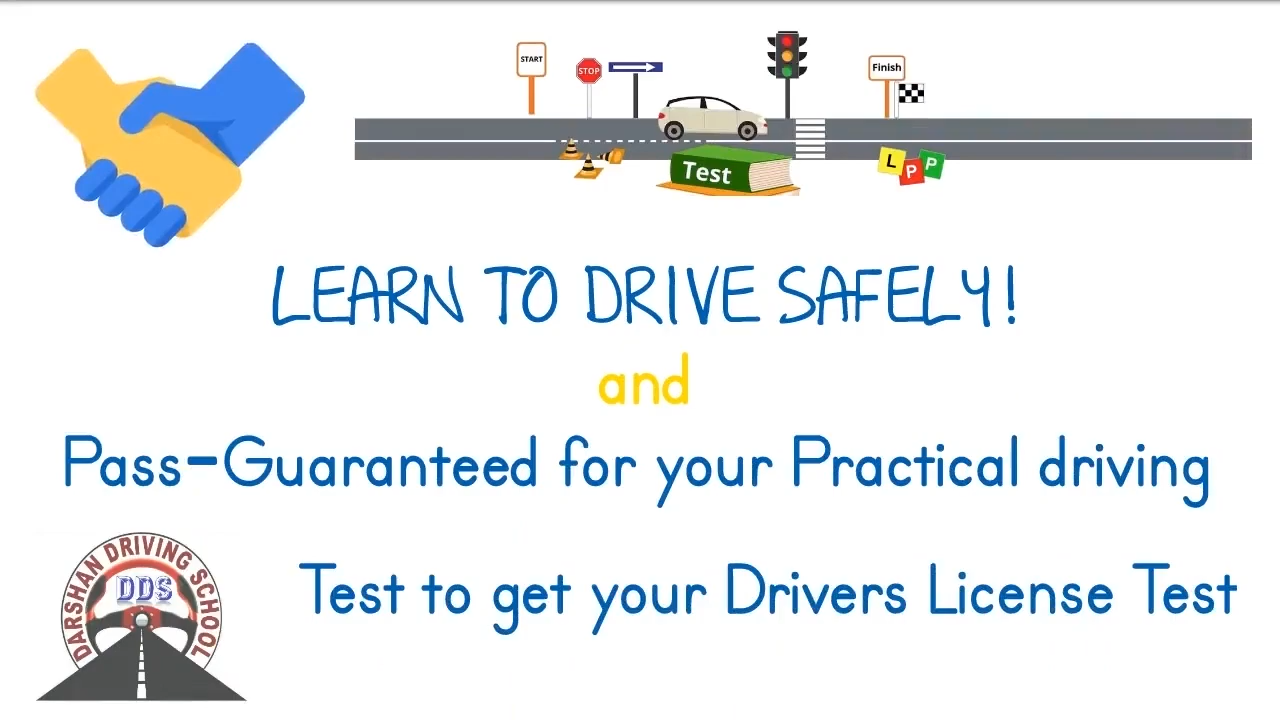 START
STOP
Finish
Test
L
P
P
LEARN TO DRIVE SAFELY!
and
Pass-Guaranteed for your Practical driving
Test to get your Drivers License Test
DARSHAN DRIVING SCHOOL
DDS